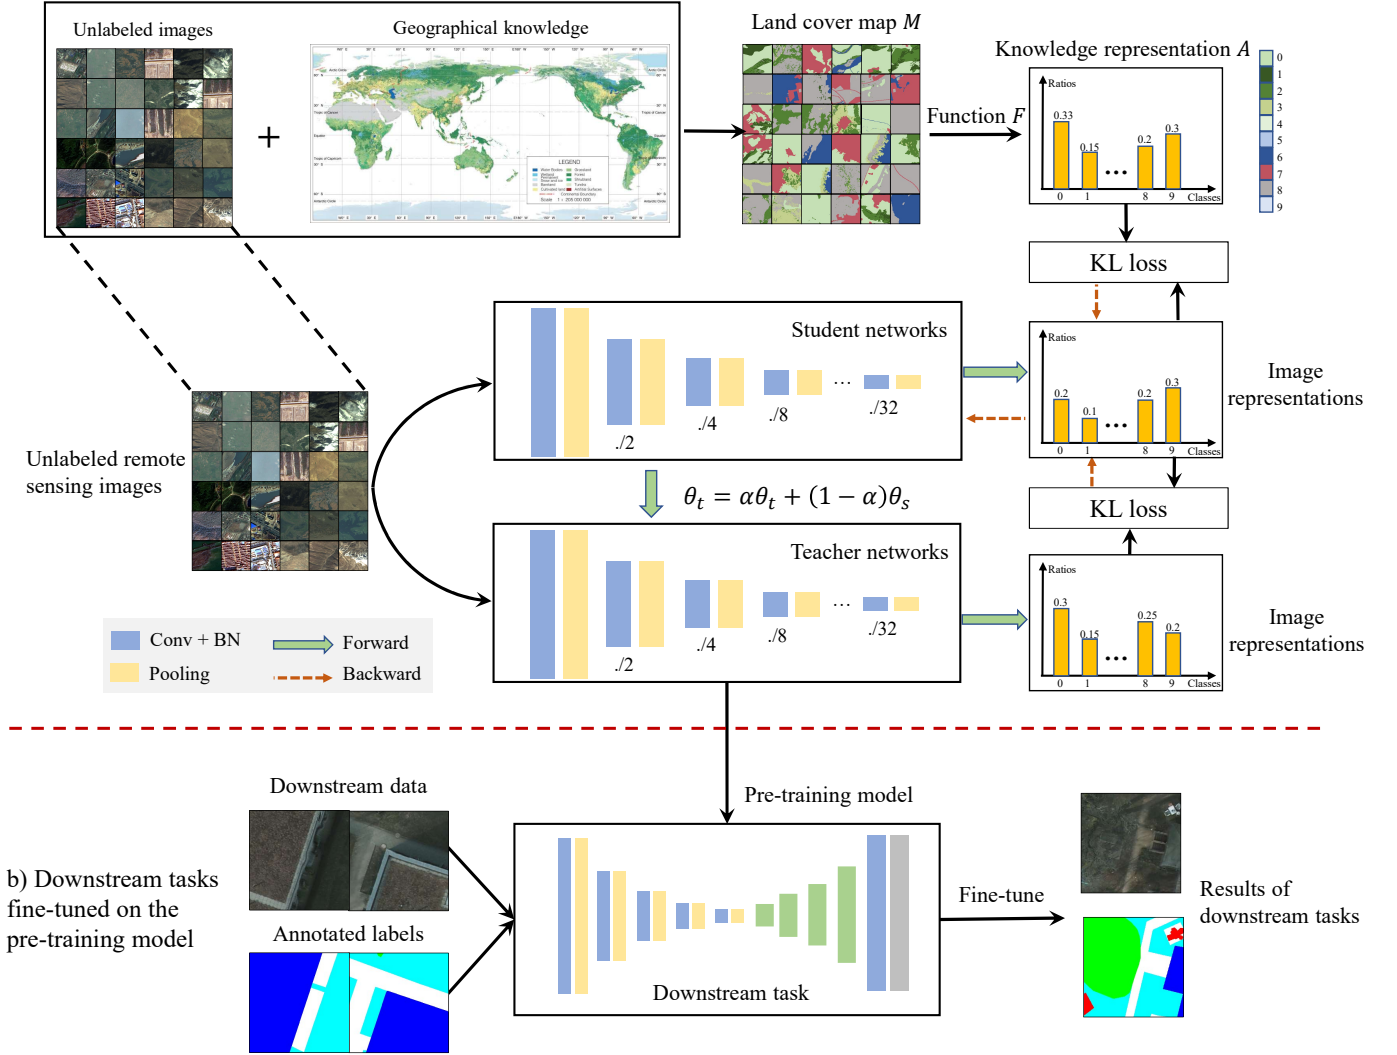 Unlabeled images
Geographical knowledge
Land cover map M
Knowledge representation A
+
Function F
LEGEND
Ratios
0.33
0.15
0.2
0.3
0
1
8
9
Classes
0
1
2
3
4
5
6
7
8
9
KL loss
Student networks
./2
./4
./8
...
./32
Ratios
0.2
0.1
0.2
0.3
0
1
8
9
Classes
Image
representations
Unlabeled remote
sensing images
θt = αθt + (1 − α)θs
KL loss
Teacher networks
./2
./4
./8
...
./32
Ratios
0.3
0.15
0.25
0.2
0
1
8
9
Classes
Image
representations
Conv + BN
Forward
Pooling
Backward
Downstream data
Pre-training model
b) Downstream tasks
fine-tuned on the
pre-training model
Annotated labels
Downstream task
Fine-tune
Results of
downstream tasks